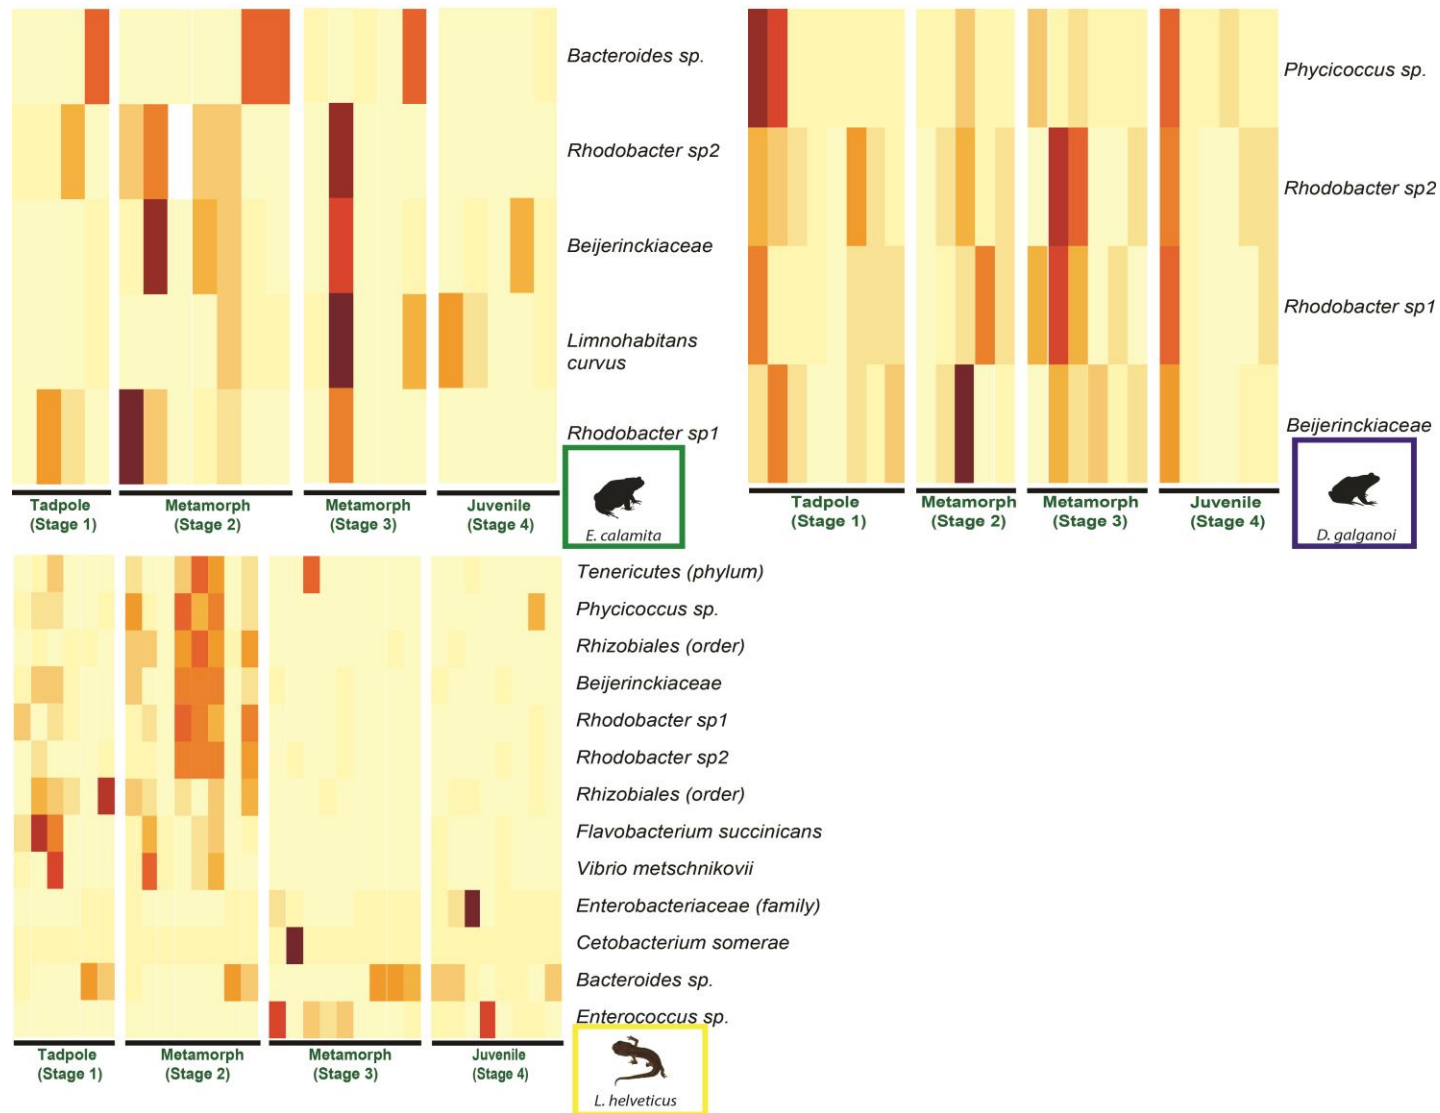 Bacteroides sp.
Rhodobacter sp2
Beijerinckiaceae
Limnohabitans
curvus
Rhodobacter sp1
Tadpole
(Stage 1)
Metamorph
(Stage 2)
Metamorph
(Stage 3)
Juvenile
(Stage 4)
E. calamita
Phycicoccus sp.
Rhodobacter sp2
Rhodobacter sp1
Beijerinckiaceae
Tadpole
(Stage 1)
Metamorph
(Stage 2)
Metamorph
(Stage 3)
Juvenile
(Stage 4)
D. galganoi
Tenericutes (phylum)
Phycicoccus sp.
Rhizobiales (order)
Beijerinckiaceae
Rhodobacter sp1
Rhodobacter sp2
Rhizobiales (order)
Flavobacterium succinicans
Vibrio metschnikovii
Enterobacteriaceae (family)
Cetobacterium somerae
Bacteroides sp.
Enterococcus sp.
Tadpole
(Stage 1)
Metamorph
(Stage 2)
Metamorph
(Stage 3)
Juvenile
(Stage 4)
L. helveticus